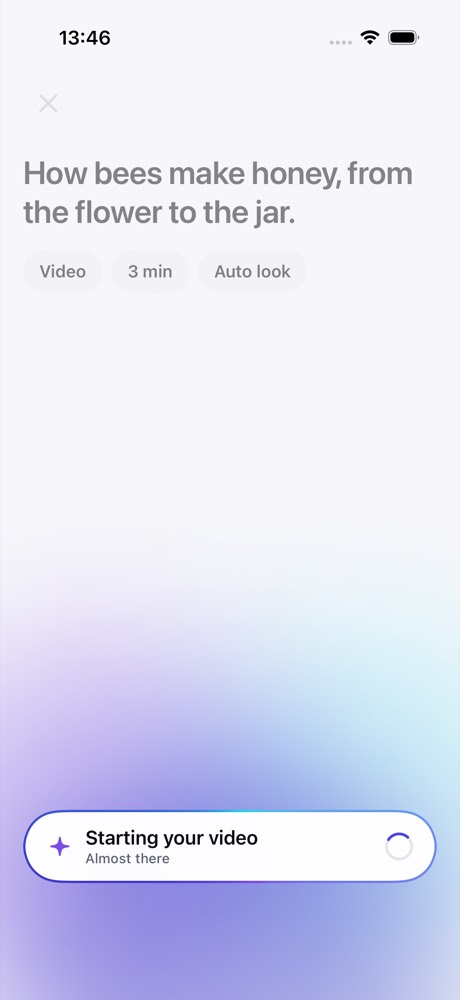 13:46
How bees make honey, from
the flower to the jar.
Video
3 min
Auto look
Starting your video
Almost there